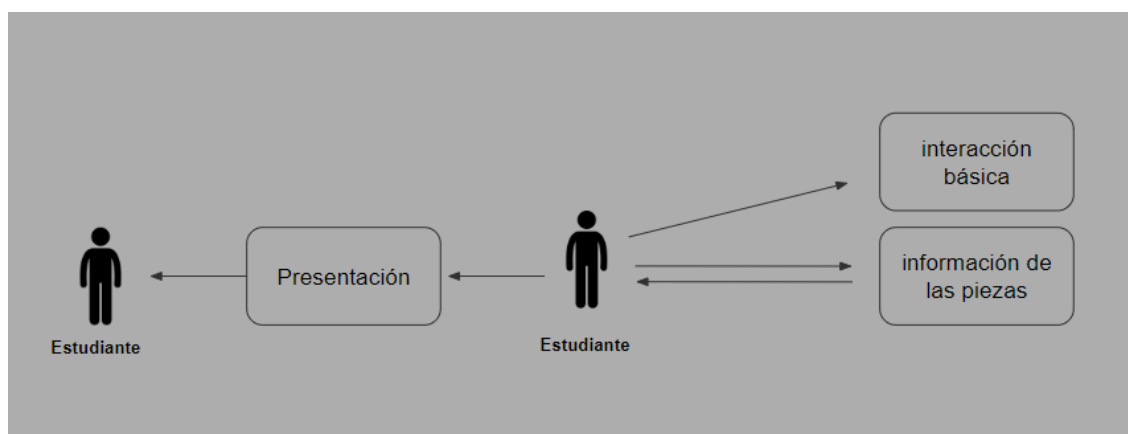 interacción
básica
Presentación
información de
las piezas
Estudiante
Estudiante